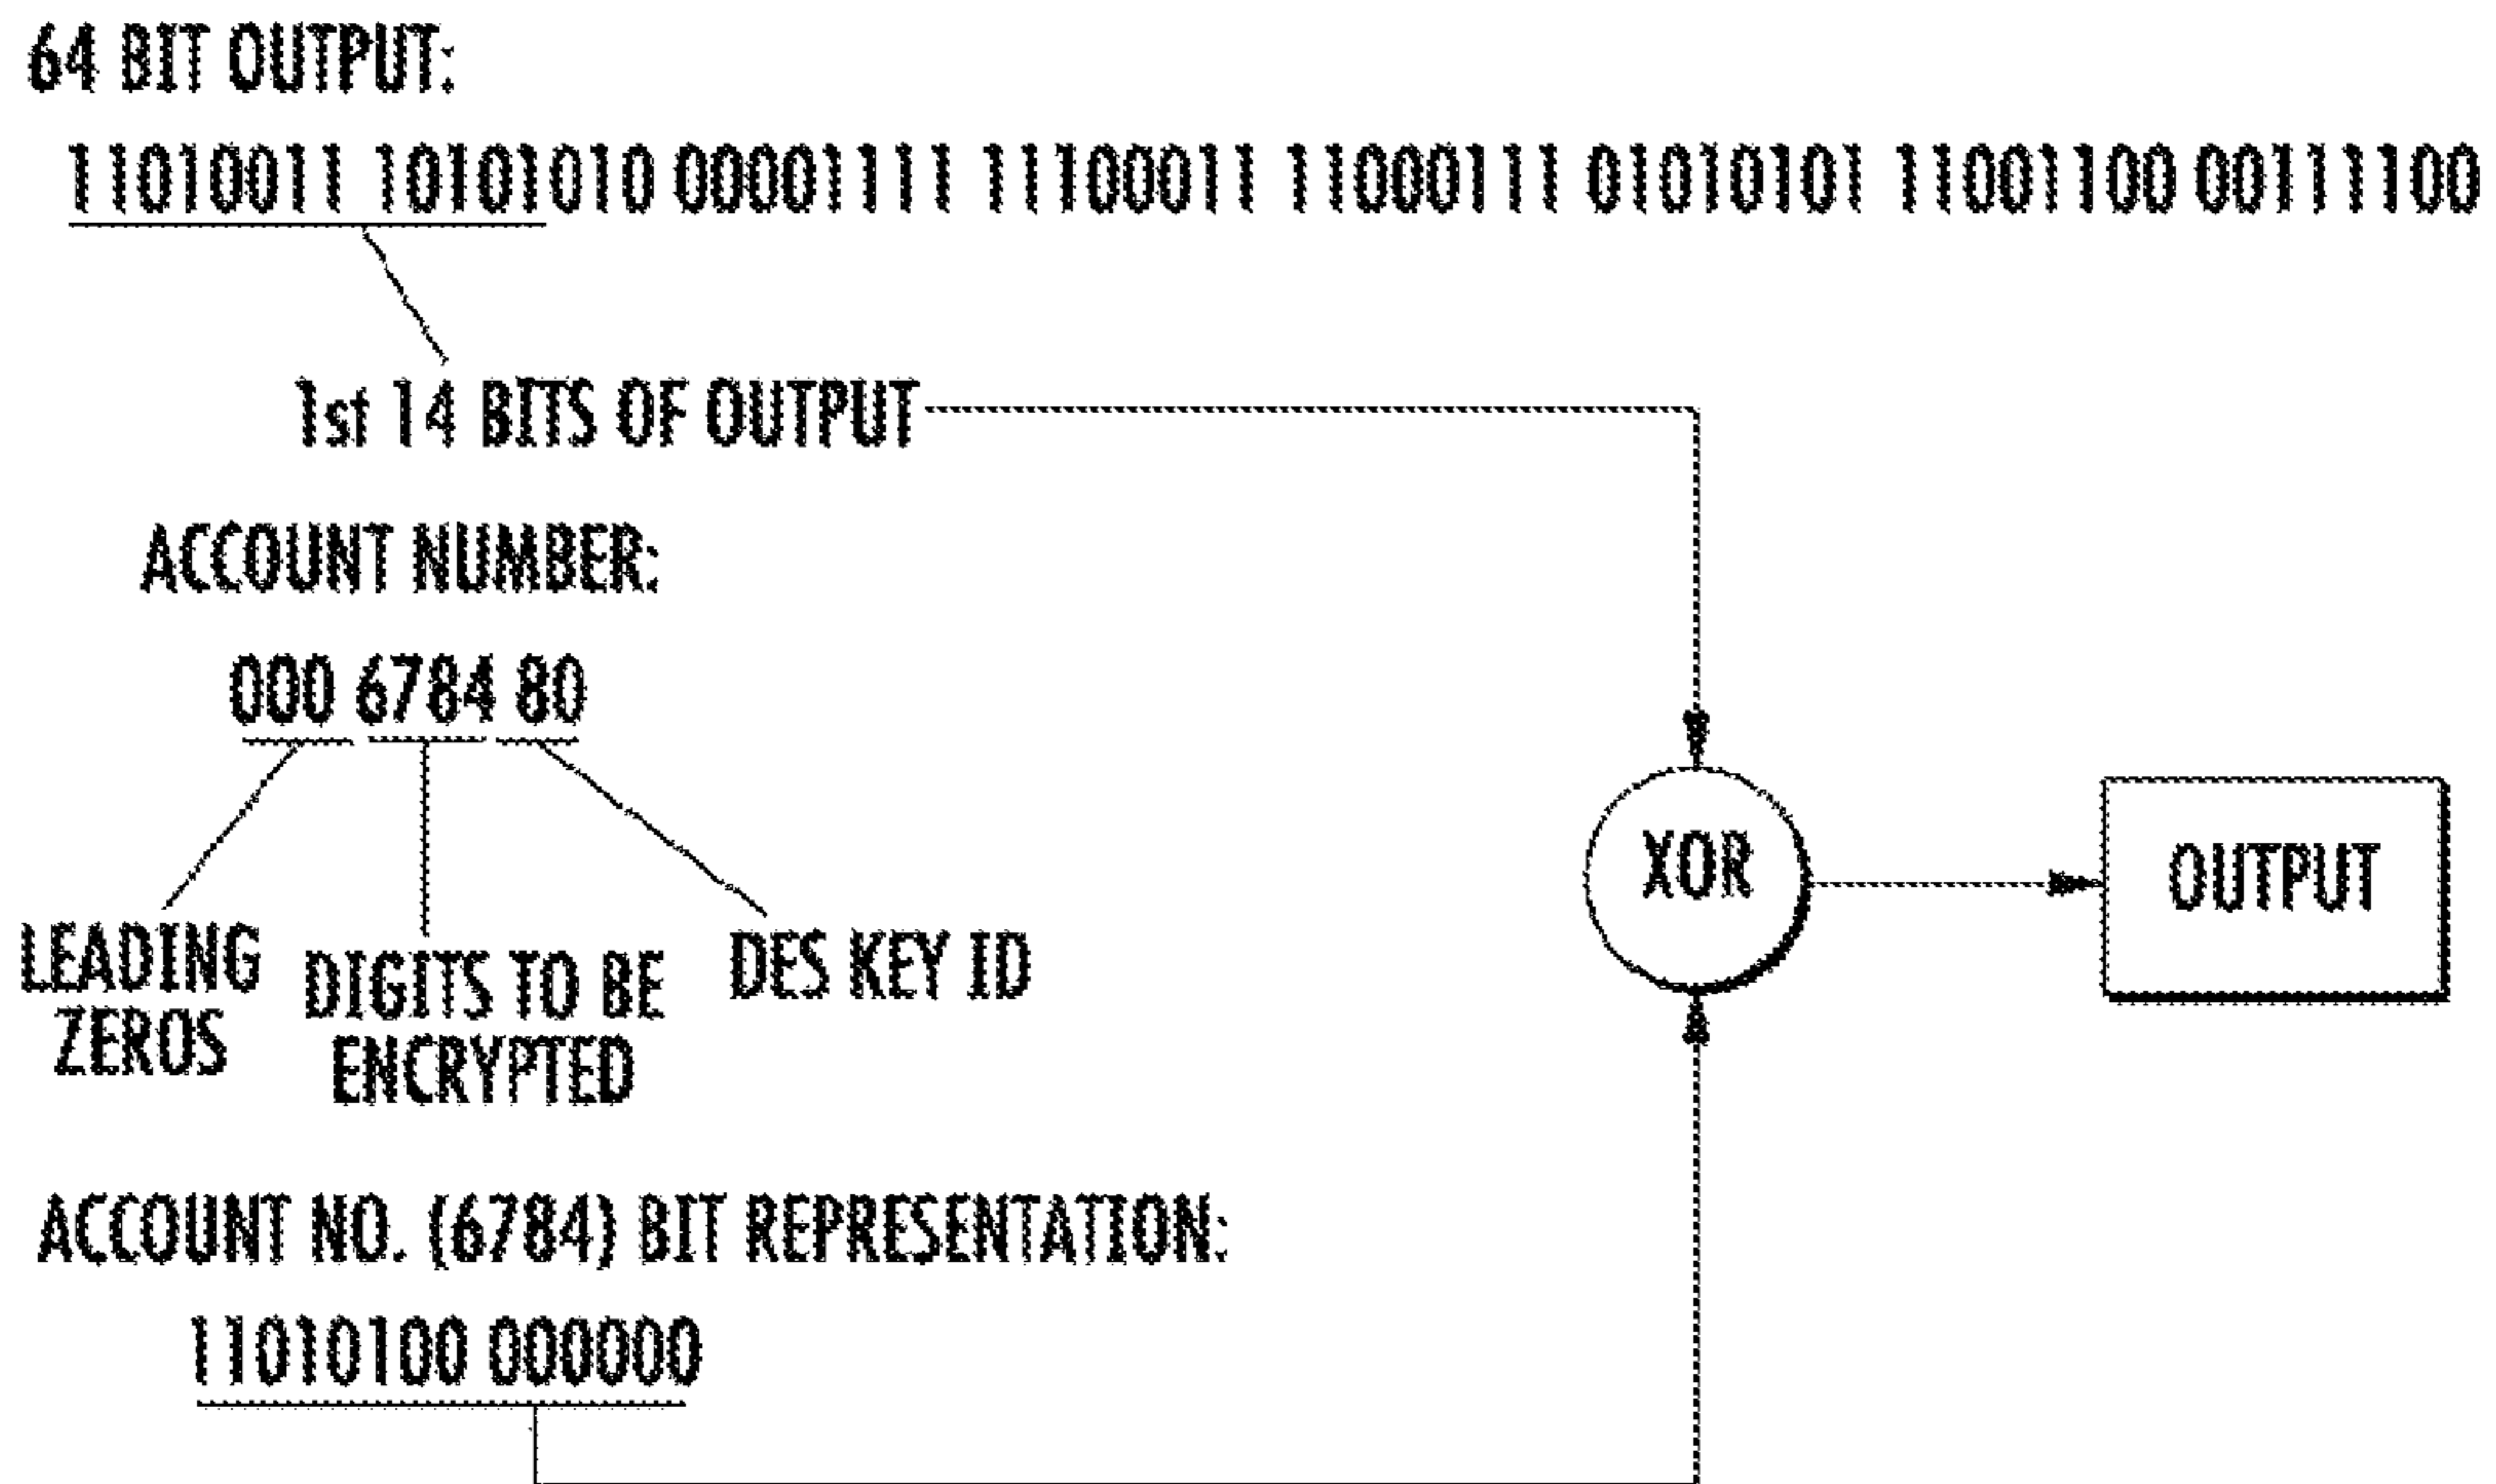 64 BIT OUTPUT:
11010011 10101010 00001111 11100011 11000111 01010101 11001100 00111100
1st 14 BITS OF OUTPUT
ACCOUNT NUMBER:
000 6784 80
XOR
OUTPUT
LEADING
ZEROS
DIGITS TO BE
ENCRYPTED
DES KEY ID
ACCOUNT NO. (6784) BIT REPRESENTATION:
11010100 000000